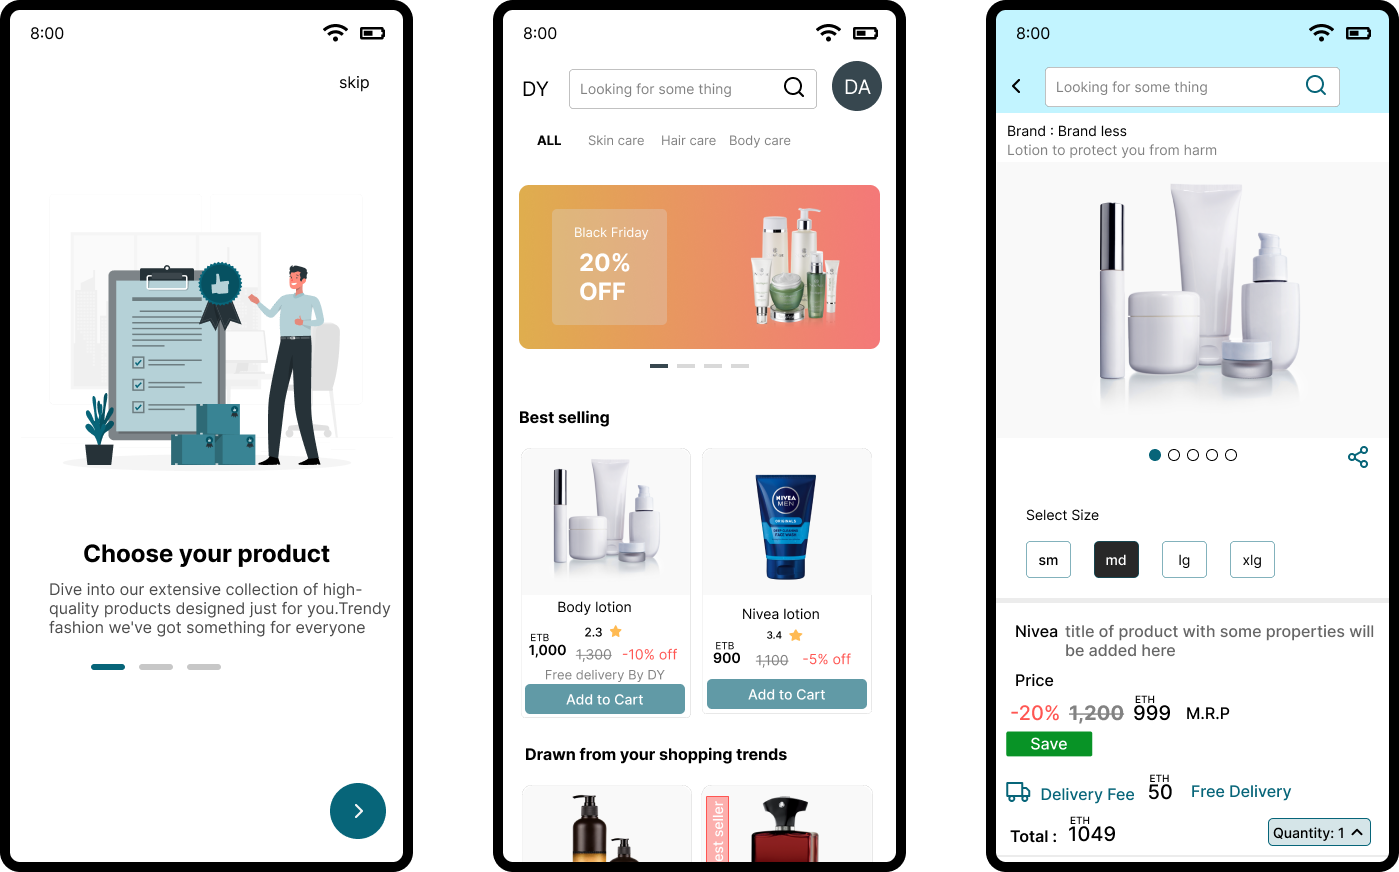 8:00
skip
Choose your product
Dive into our extensive collection of high-
quality products designed just for you.Trendy
fashion we've got something for everyone
8:00
DY
Looking for some thing
DA
ALL Skin care Hair care Body care
Black Friday
20%
OFF
Best selling
Body lotion
2.3
ETB
1,000 1,300 -10% off
Free delivery By DY
Add to Cart
NIVEA
MEN
ORIGINALS
DEEP CLEANING
FACE WASH
Nivea lotion
3.4
ETB
900 1,100 -5% off
Add to Cart
Drawn from your shopping trends
est seller
8:00
Looking for some thing
Brand : Brand less
Lotion to protect you from harm
Select Size
sm md lg xlg
Nivea title of product with some properties will
be added here
Price
-20% 1,200 ETH 999 M.R.P
Save
Delivery Fee ETH 50 Free Delivery
Total : ETH 1049
Quantity: 1